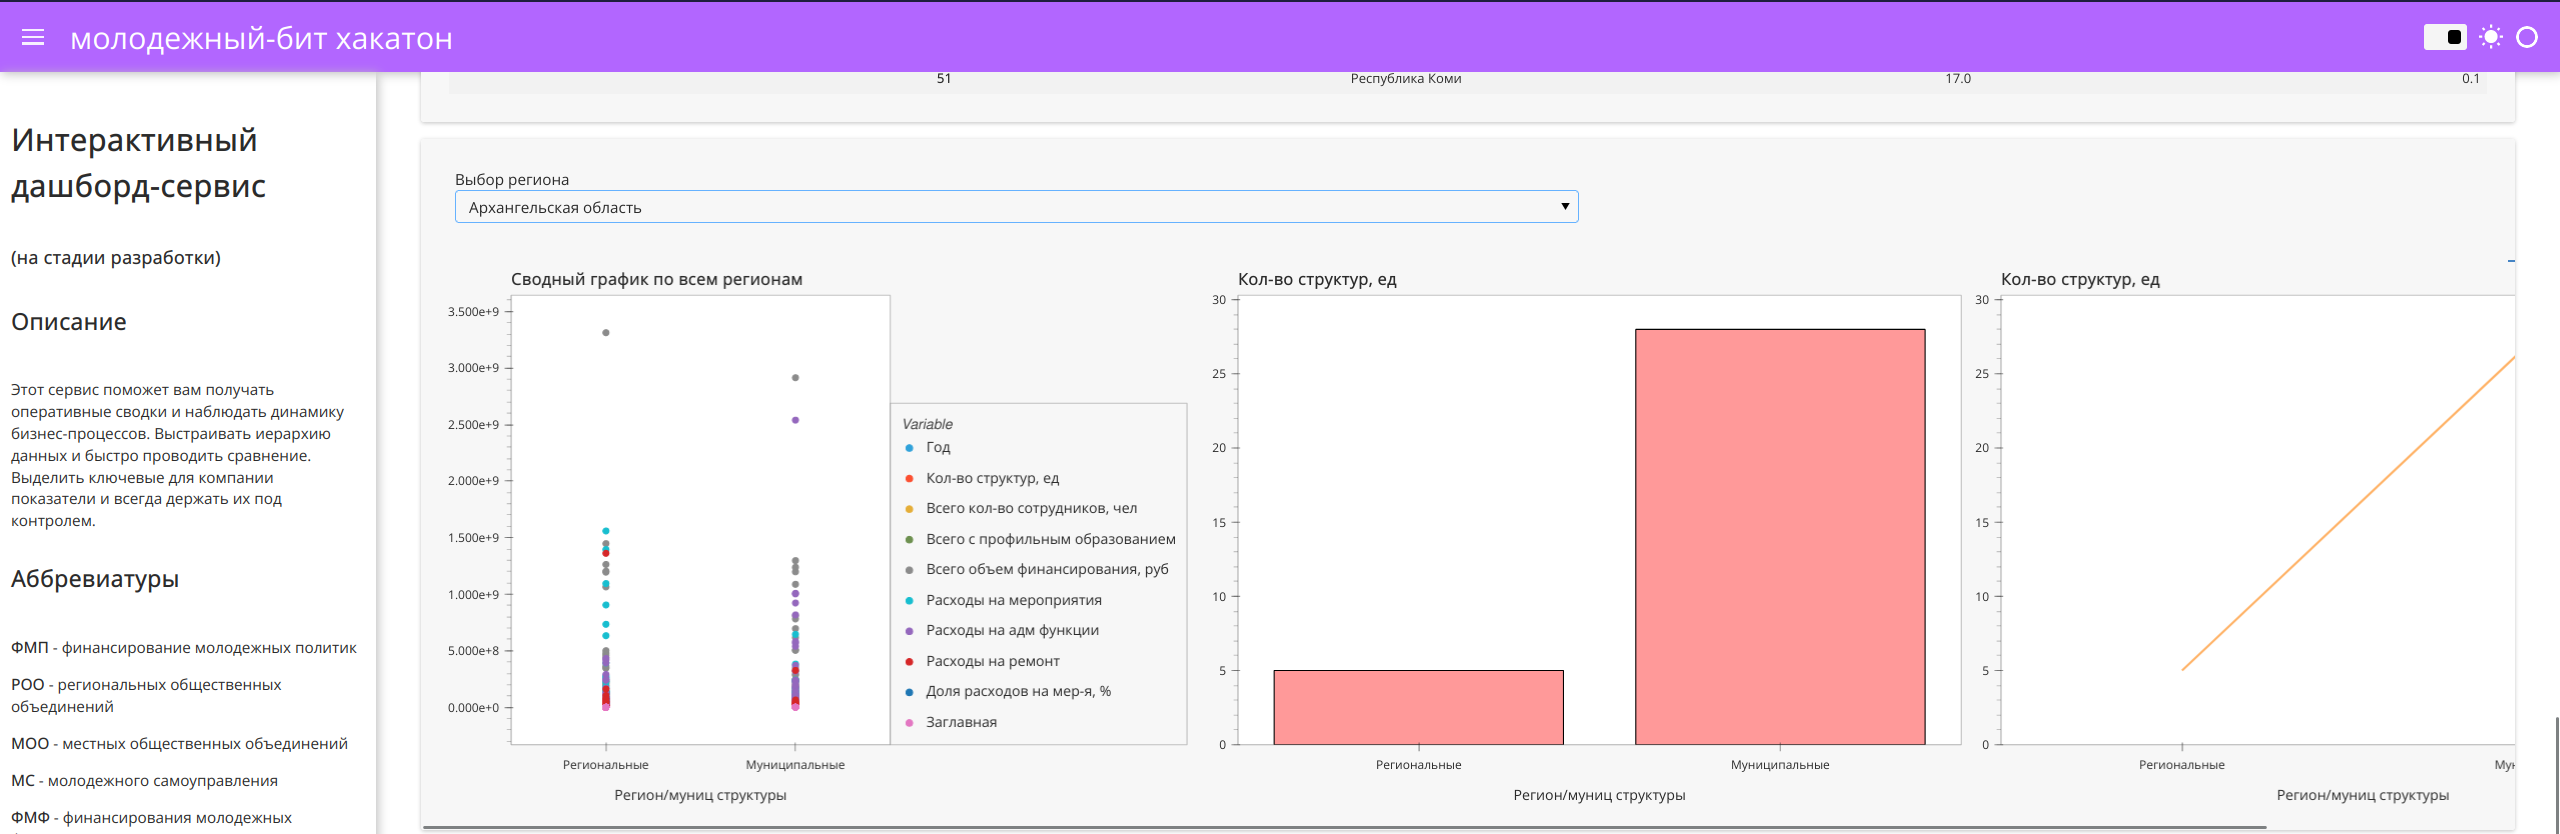 молодежный-бит хакатон
Интерактивный
дашборд-сервис
(на стадии разработки)
Описание
Этот сервис поможет вам получать
оперативные сводки и наблюдать динамику
бизнес-процессов. Выстраивать иерархию
данных и быстро проводить сравнение.
Выделить ключевые для компании
показатели и всегда держать их под
контролем.
Аббревиатуры
ФМП - финансирование молодежных политик
РОО - региональных общественных
объединений
МОО - местных общественных объединений
МС - молодежного самоуправления
ФМФ - финансирования молодежных
51 Республика Коми 17.0 0.1
Выбор региона
Архангельская область
Сводный график по всем регионам
3.500e+9
3.000e+9
2.500e+9
2.000e+9
1.500e+9
1.000e+9
5.000e+8
0.000e+0
Региональные Муниципальные
Регион/муниц структуры
Variable
Год
Кол-во структур, ед
Всего кол-во сотрудников, чел
Всего с профильным образованием
Всего объем финансирования, руб
Расходы на мероприятия
Расходы на адм функции
Расходы на ремонт
Доля расходов на мер-я, %
Заглавная
Кол-во структур, ед
30
25
20
15
10
5
0
Региональные Муниципальные
Регион/муниц структуры
Кол-во структур, ед
30
25
20
15
10
5
0
Региональные
Регион/муниц структуры